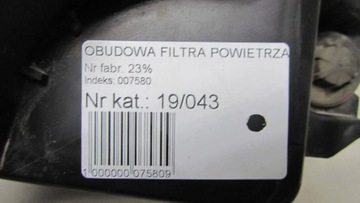 OBUDOWA FILTRA POWIETRZA
Nr fabr. 23%
Indeks: 007580
Nr kat.: 19/043
1 000000 075809